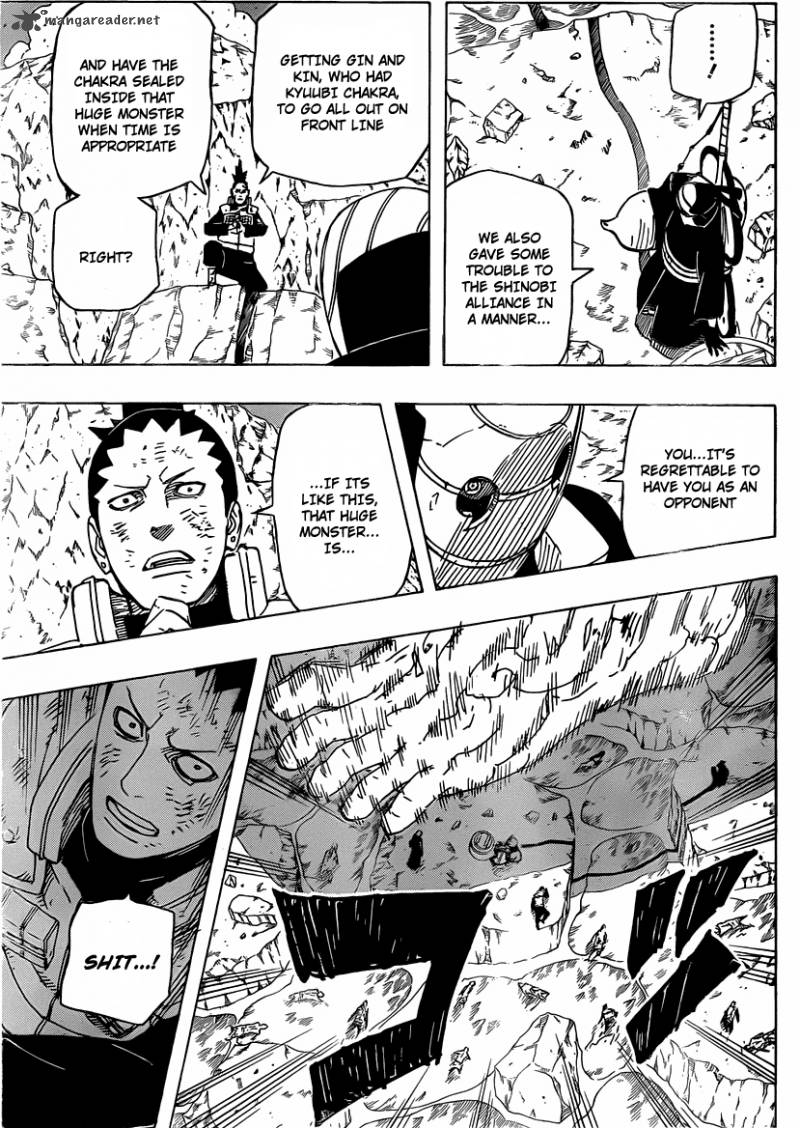 mangareader.net
.......!
WE ALSO
GAVE SOME
TROUBLE TO
THE SHINOBI
ALLIANCE IN
A MANNER...
GETTING GIN AND
KIN, WHO HAD
KYUUBI CHAKRA,
TO GO ALL OUT ON
FRONT LINE
AND HAVE THE
CHAKRA SEALED
INSIDE THAT
HUGE MONSTER
WHEN TIME IS
APPROPRIATE
RIGHT?
YOU...IT'S
REGRETTABLE TO
HAVE YOU AS AN
OPPONENT
...IF ITS
LIKE THIS,
THAT HUGE
MONSTER...
IS...
ゴ
SHIT...!